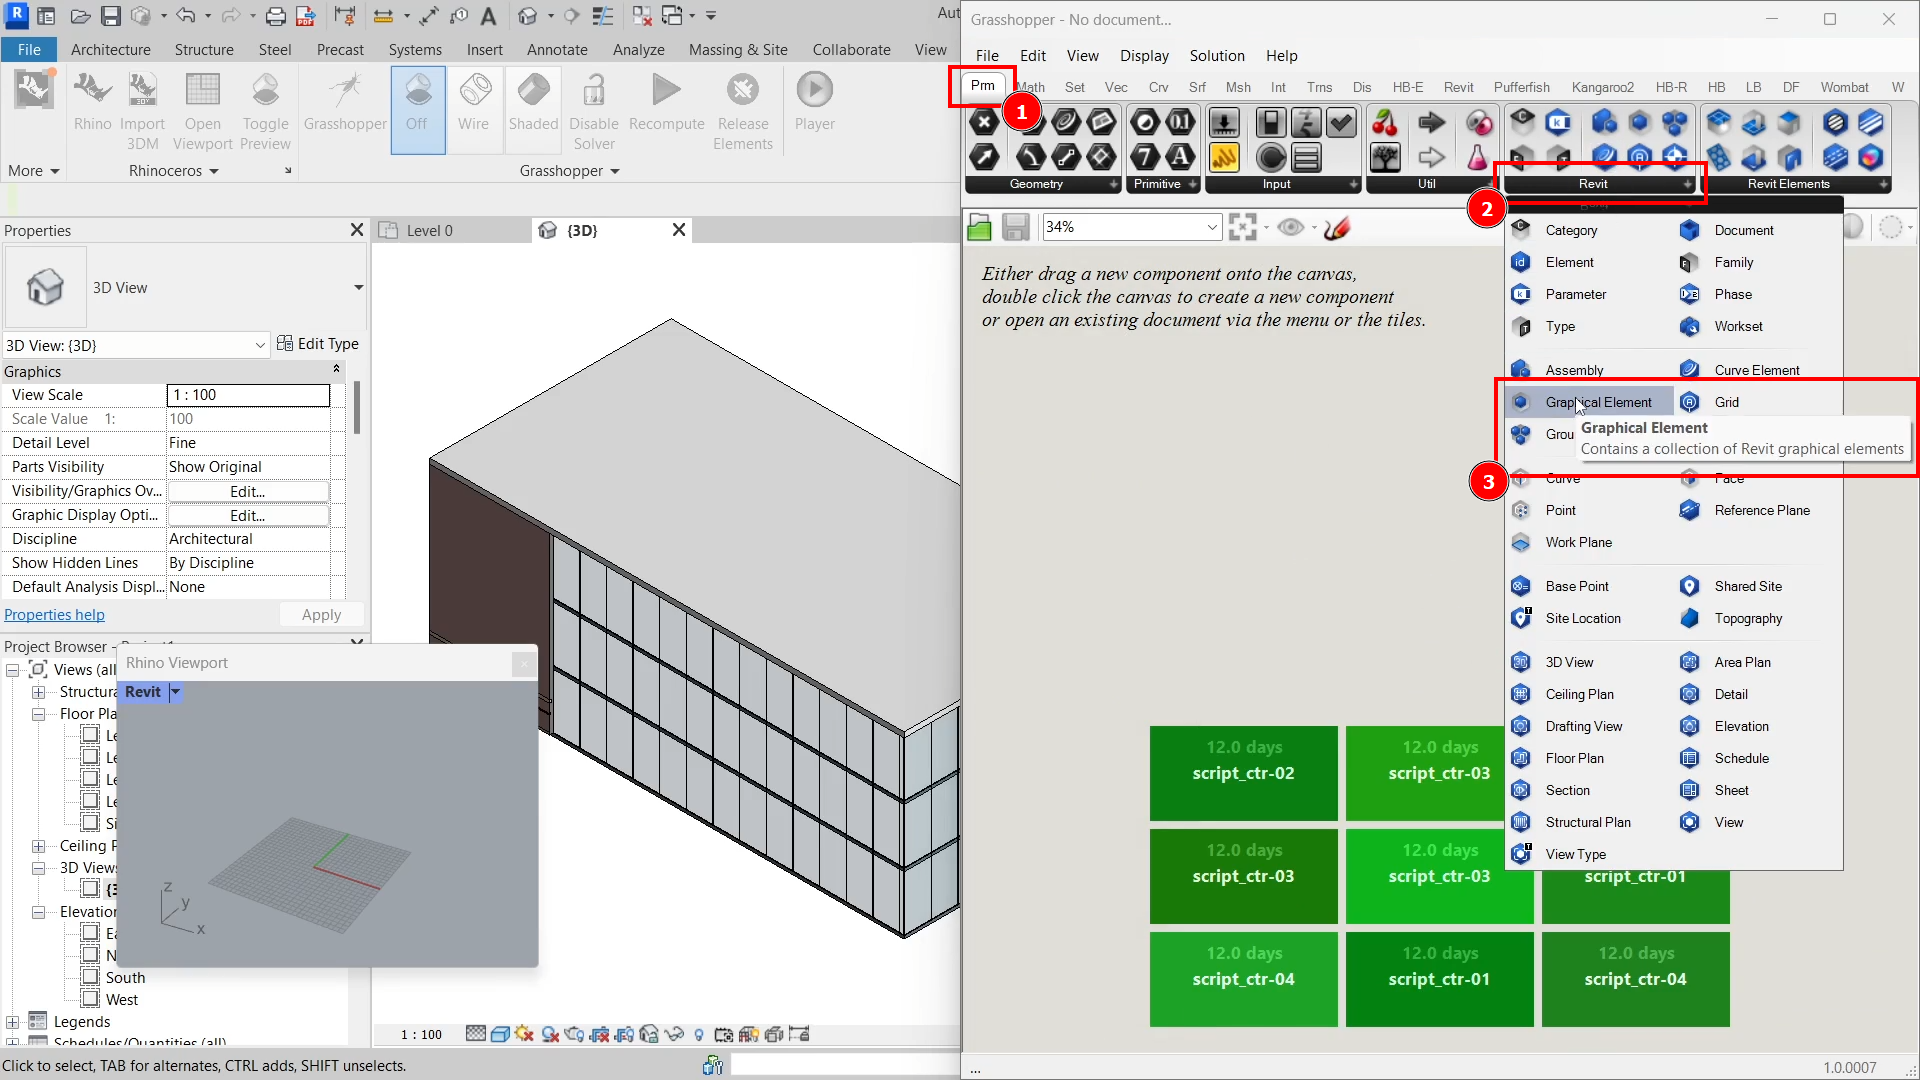 Aut
File Architecture Structure Steel Precast Systems Insert Annotate Analyze Massing & Site Collaborate View
Rhino
Import 3DM
Open Viewport
Toggle Preview
Grasshopper
Off
Wire
Shaded
Disable Solver
Recompute
Release Elements
Player
More
Rhinoceros
Grasshopper
Properties
3D View
3D View: {3D}
Edit Type
Graphics
View Scale 1 : 100
Scale Value 1: 100
Detail Level Fine
Parts Visibility Show Original
Visibility/Graphics Ov... Edit...
Graphic Display Opti... Edit...
Discipline Architectural
Show Hidden Lines By Discipline
Default Analysis Displ... None
Properties help
Apply
Project Browser -
Views (all
Structura
Floor Pla
Ceiling
3D Views
Elevation
South
West
Legends
Schedules/Quantities (all)
Rhino Viewport
Revit
z
y
x
Level 0
{3D}
1 : 100
Click to select, TAB for alternates, CTRL adds, SHIFT unselects.
Grasshopper - No document...
File Edit View Display Solution Help
Prm Math Set Vec Crv Srf Msh Int Trns Dis HB-E Revit Pufferfish Kangaroo2 HB-R HB LB DF Wombat W
1
Geometry Primitive Input Util Revit Revit Elements
2
34%
Either drag a new component onto the canvas,
double click the canvas to create a new component
or open an existing document via the menu or the tiles.
Category Document
Element Family
Parameter Phase
Type Workset
Assembly Curve Element
Graphical Element Grid
Grou
Graphical Element
Contains a collection of Revit graphical elements
3
Curve Face
Point Reference Plane
Work Plane
Base Point Shared Site
Site Location Topography
3D View Area Plan
Ceiling Plan Detail
Drafting View Elevation
Floor Plan Schedule
Section Sheet
Structural Plan View
View Type
12.0 days
script_ctr-02
12.0 days
script_ctr-03
12.0 days
script_ctr-03
12.0 days
script_ctr-03
script_ctr-01
12.0 days
script_ctr-04
12.0 days
script_ctr-01
12.0 days
script_ctr-04
...
1.0.0007